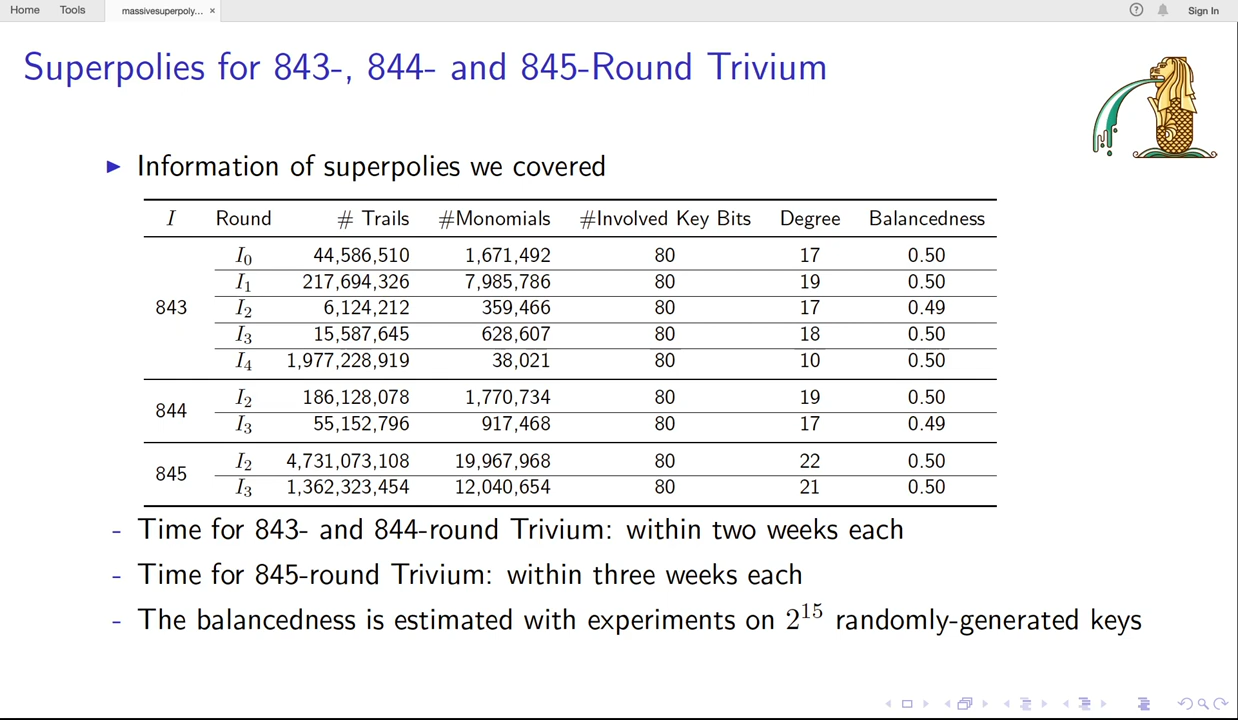 Home Tools massivesuperpoly... × ? Sign In
Superpolies for 843-, 844- and 845-Round Trivium
Information of superpolies we covered
I Round # Trails #Monomials #Involved Key Bits Degree Balancedness
I₀ 44,586,510 1,671,492 80 17 0.50
I₁ 217,694,326 7,985,786 80 19 0.50
843 I₂ 6,124,212 359,466 80 17 0.49
I₃ 15,587,645 628,607 80 18 0.50
I₄ 1,977,228,919 38,021 80 10 0.50
844 I₂ 186,128,078 1,770,734 80 19 0.50
I₃ 55,152,796 917,468 80 17 0.49
845 I₂ 4,731,073,108 19,967,968 80 22 0.50
I₃ 1,362,323,454 12,040,654 80 21 0.50
- Time for 843- and 844-round Trivium: within two weeks each
- Time for 845-round Trivium: within three weeks each
- The balancedness is estimated with experiments on 2¹⁵ randomly-generated keys